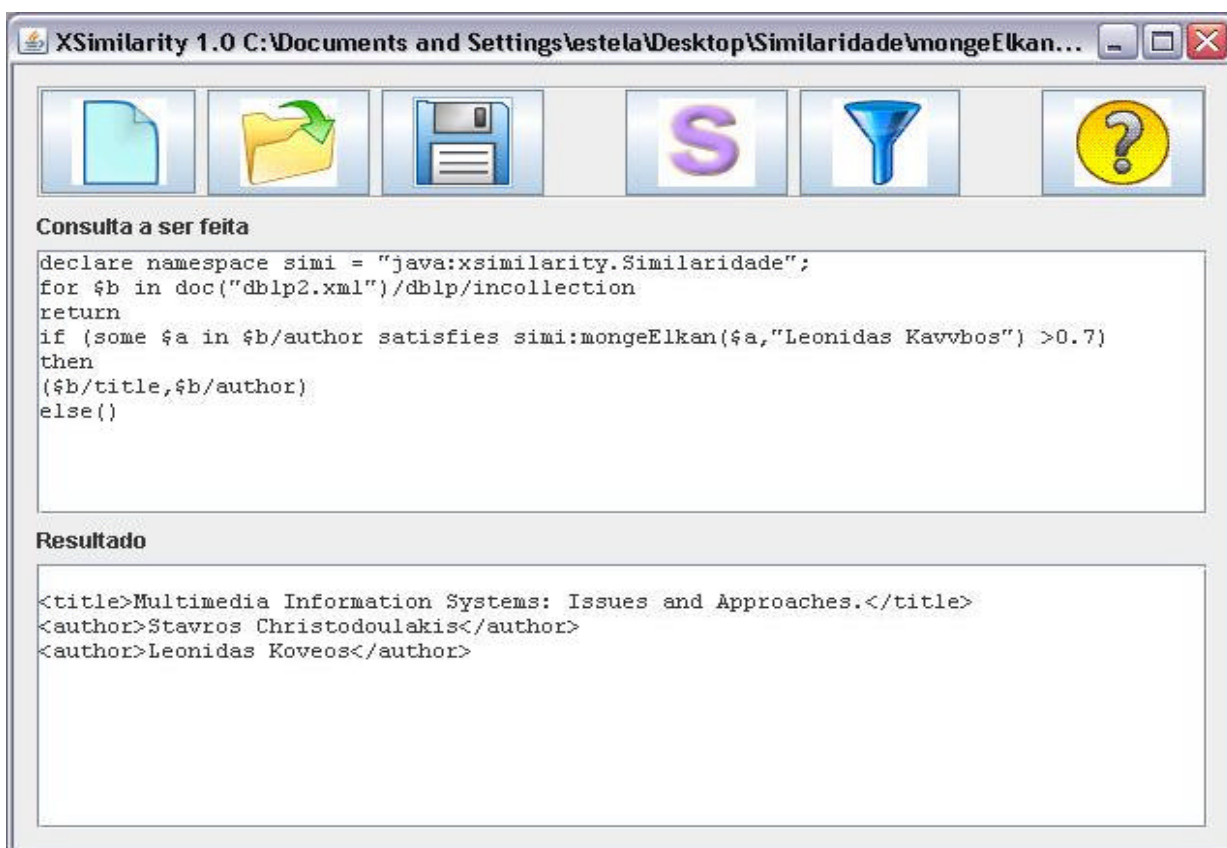 XSimilarity 1.0 C:\Documents and Settings\estela\Desktop\Similaridade\mongeElkan...
S
?
Consulta a ser feita
declare namespace simi = "java:xsimilarity.Similaridade";
for $b in doc("dblp2.xml")/dblp/incollection
return
if (some $a in $b/author satisfies simi:mongeElkan($a,"Leonidas Kavvbos") >0.7)
then
($b/title,$b/author)
else()
Resultado
<title>Multimedia Information Systems: Issues and Approaches.</title>
<author>Stavros Christodoulakis</author>
<author>Leonidas Koveos</author>